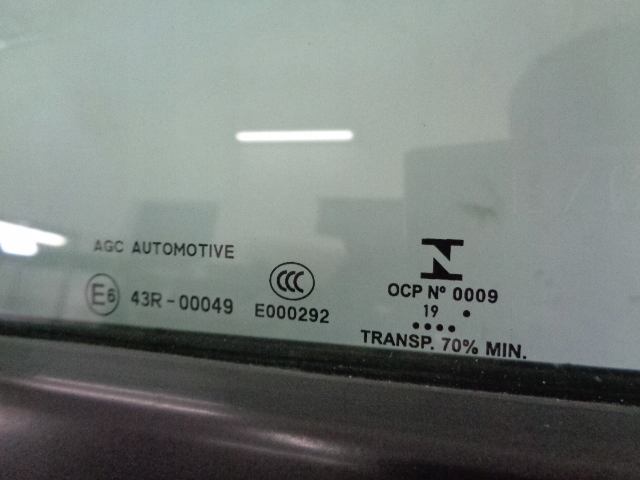 AGC AUTOMOTIVE
E6 43R-00049
CCC
E000292
OCP Nº 0009
19
TRANSP. 70% MIN.